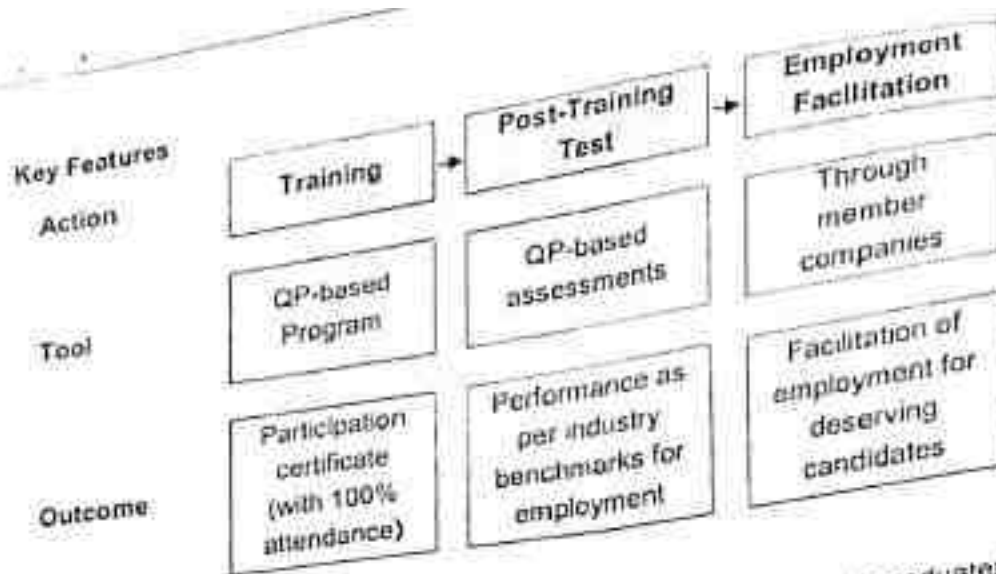 Key Features
Action
Training
Post-Training
Test
Employment
Facilitation
Tool
QP-based
Program
QP-based
assessments
Through
member
companies
Outcome
Participation
certificate
(with 100%
attendance)
Performance as
per industry
benchmarks for
employment
Facilitation of
employment for
deserving
candidates